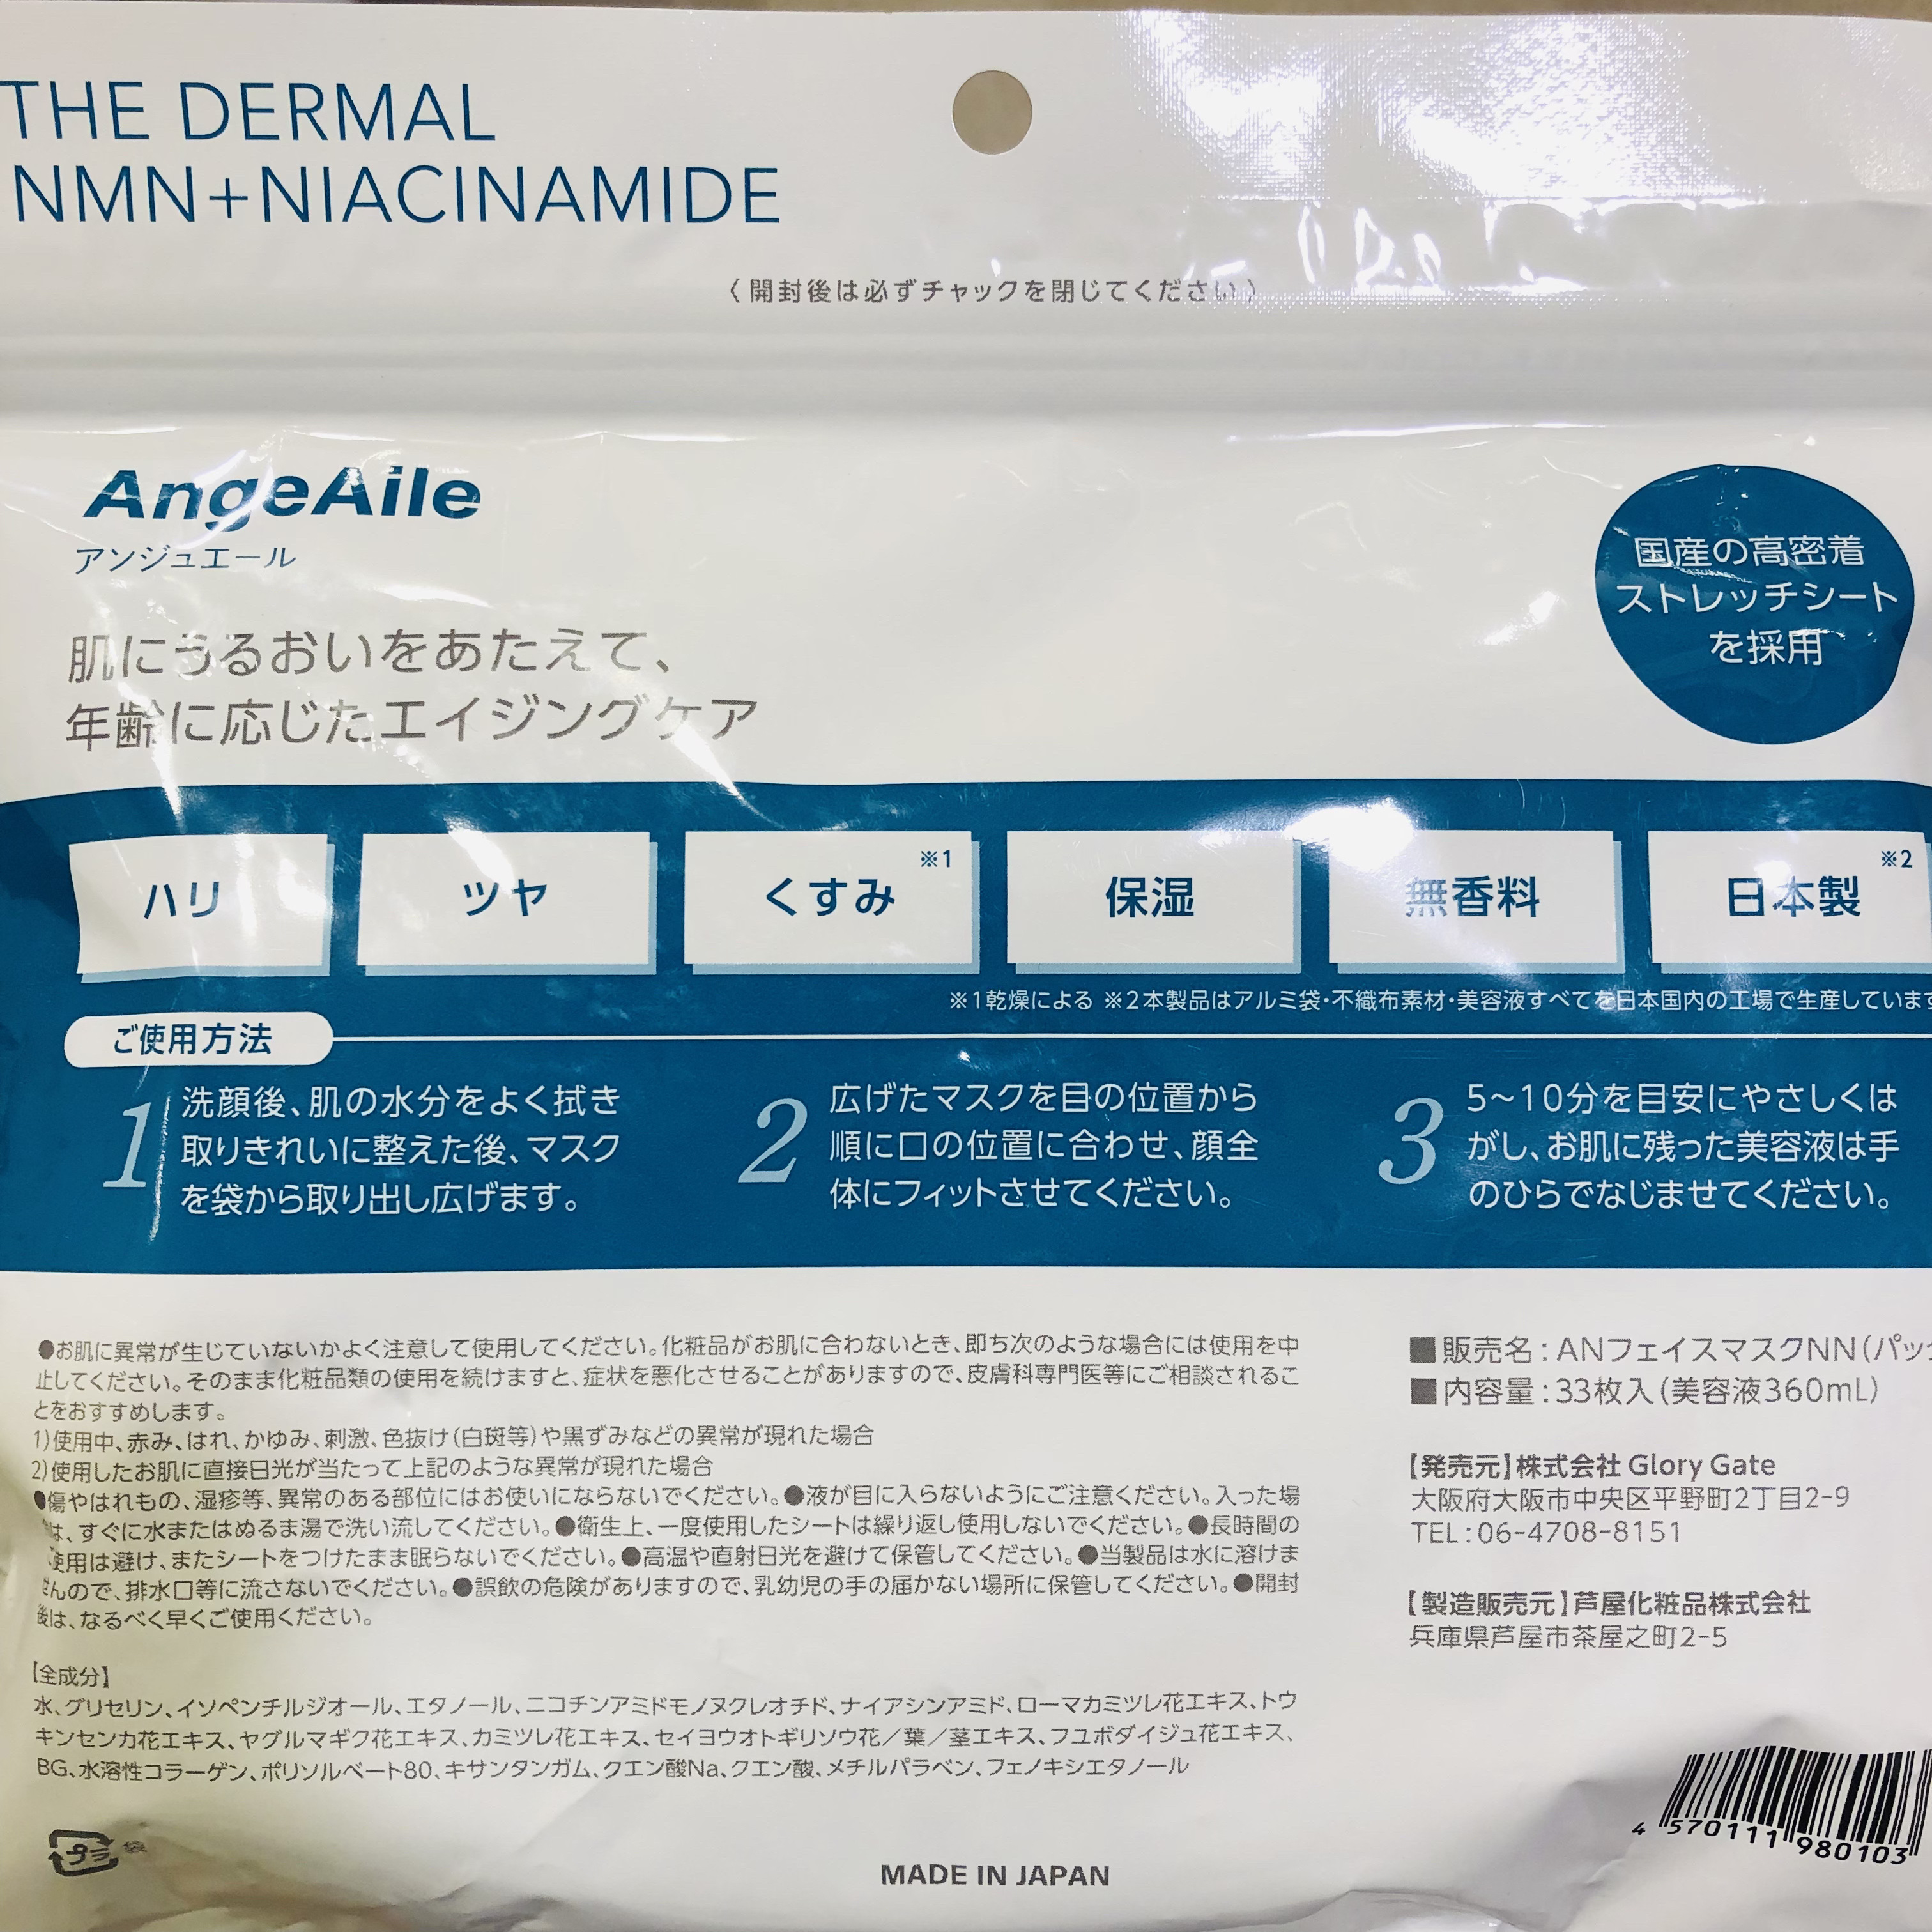 THE DERMAL
NMN+NIACINAMIDE
〈開封後は必ずチャックを閉じてください〉
AngeAile
アンジュエール
国産の高密着
ストレッチシート
を採用
肌にうるおいをあたえて、
年齢に応じたエイジングケア
ハリ
ツヤ
くすみ ※1
保湿
無香料
日本製 ※2
※1乾燥による ※2本製品はアルミ袋・不織布素材・美容液すべてを日本国内の工場で生産しています
ご使用方法
1
洗顔後、肌の水分をよく拭き
取りきれいに整えた後、マスク
を袋から取り出し広げます。
2
広げたマスクを目の位置から
順に口の位置に合わせ、顔全
体にフィットさせてください。
3
5~10分を目安にやさしくは
がし、お肌に残った美容液は手
のひらでなじませてください。
●お肌に異常が生じていないかよく注意して使用してください。化粧品がお肌に合わないとき、即ち次のような場合には使用を中
止してください。そのまま化粧品類の使用を続けますと、症状を悪化させることがありますので、皮膚科専門医等にご相談されるこ
とをおすすめします。
1)使用中、赤み、はれ、かゆみ、刺激、色抜け(白斑等)や黒ずみなどの異常が現れた場合
2)使用したお肌に直接日光が当たって上記のような異常が現れた場合
●傷やはれもの、湿疹等、異常のある部位にはお使いにならないでください。●液が目に入らないようにご注意ください。入った場
は、すぐに水またはぬるま湯で洗い流してください。●衛生上、一度使用したシートは繰り返し使用しないでください。●長時間の
使用は避け、またシートをつけたまま眠らないでください。●高温や直射日光を避けて保管してください。●当製品は水に溶けま
せんので、排水口等に流さないでください。●誤飲の危険がありますので、乳幼児の手の届かない場所に保管してください。●開封
後は、なるべく早くご使用ください。
【全成分】
水、グリセリン、イソペンチルジオール、エタノール、ニコチンアミドモノヌクレオチド、ナイアシンアミド、ローマカミツレ花エキス、トウ
キンセンカ花エキス、ヤグルマギク花エキス、カミツレ花エキス、セイヨウオトギリソウ花/葉/茎エキス、フユボダイジュ花エキス、
BG、水溶性コラーゲン、ポリソルベート80、キサンタンガム、クエン酸Na、クエン酸、メチルパラベン、フェノキシエタノール
■販売名:ANフェイスマスクNN(パッ
■内容量:33枚入(美容液360mL)
【発売元】株式会社 Glory Gate
大阪府大阪市中央区平野町2丁目2-9
TEL:06-4708-8151
【製造販売元】芦屋化粧品株式会社
兵庫県芦屋市茶屋之町2-5
プラ 袋
MADE IN JAPAN
4 570111 980103